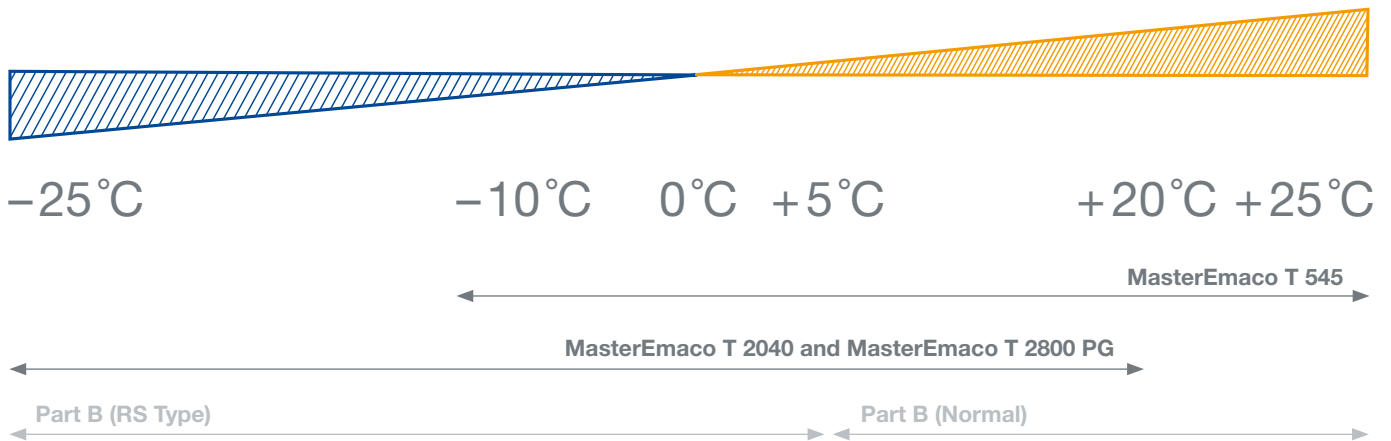 −25 °C −10 °C 0 °C +5 °C +20 °C +25 °C
MasterEmaco T 545
MasterEmaco T 2040 and MasterEmaco T 2800 PG
Part B (RS Type) Part B (Normal)